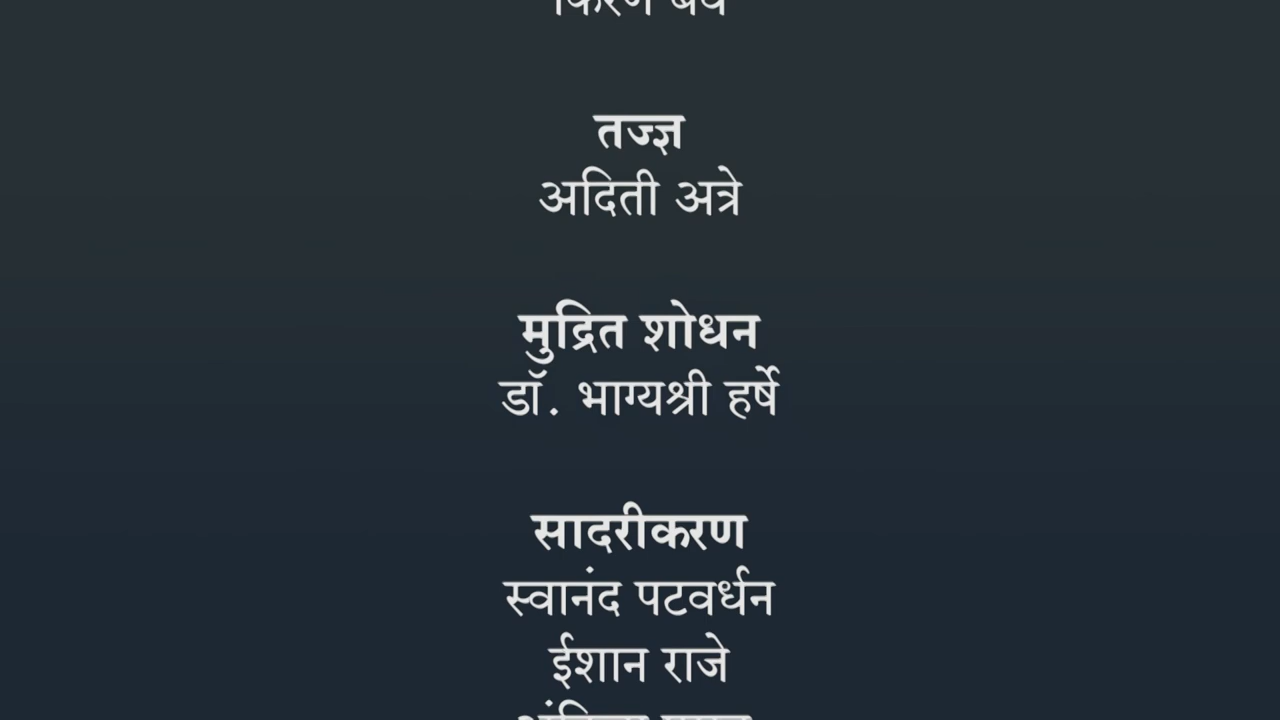 तज्ज्ञ
अदिती अत्रे
मुद्रित शोधन
डॉ. भाग्यश्री हर्षे
सादरीकरण
स्वानंद पटवर्धन
ईशान राजे